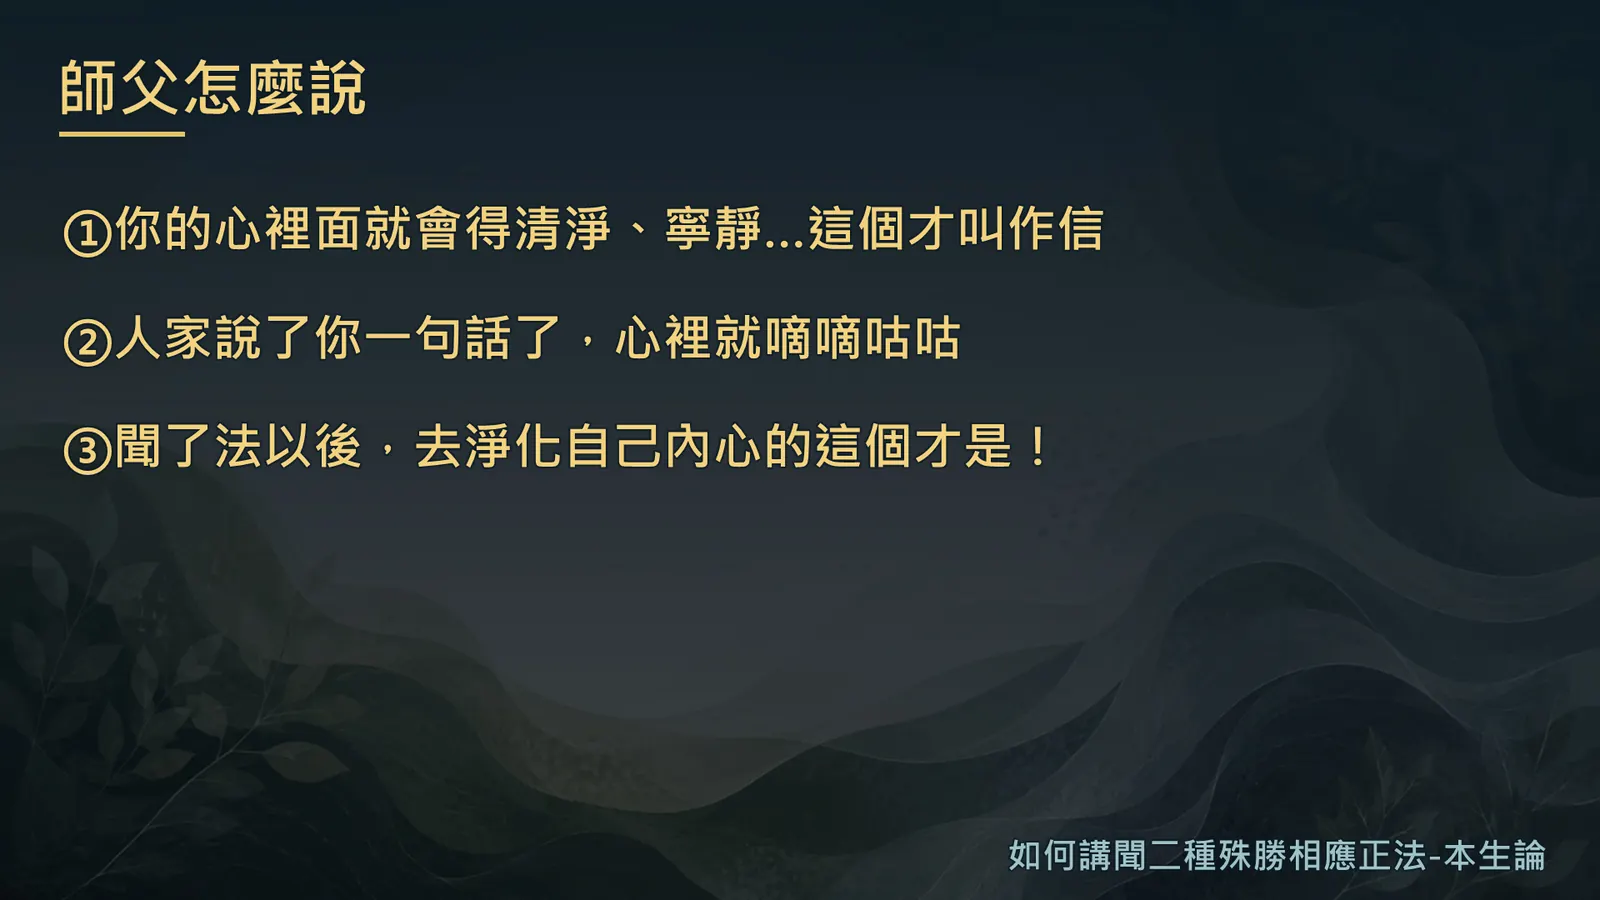 師父怎麼說
①你的心裡面就會得清淨、寧靜...這個才叫作信
②人家說了你一句話了，心裡就嘀嘀咕咕
③聞了法以後，去淨化自己內心的這個才是！
如何講聞二種殊勝相應正法-本生論